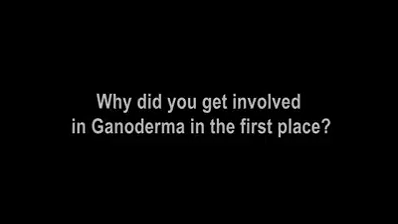 Why did you get involved
in Ganoderma in the first place?